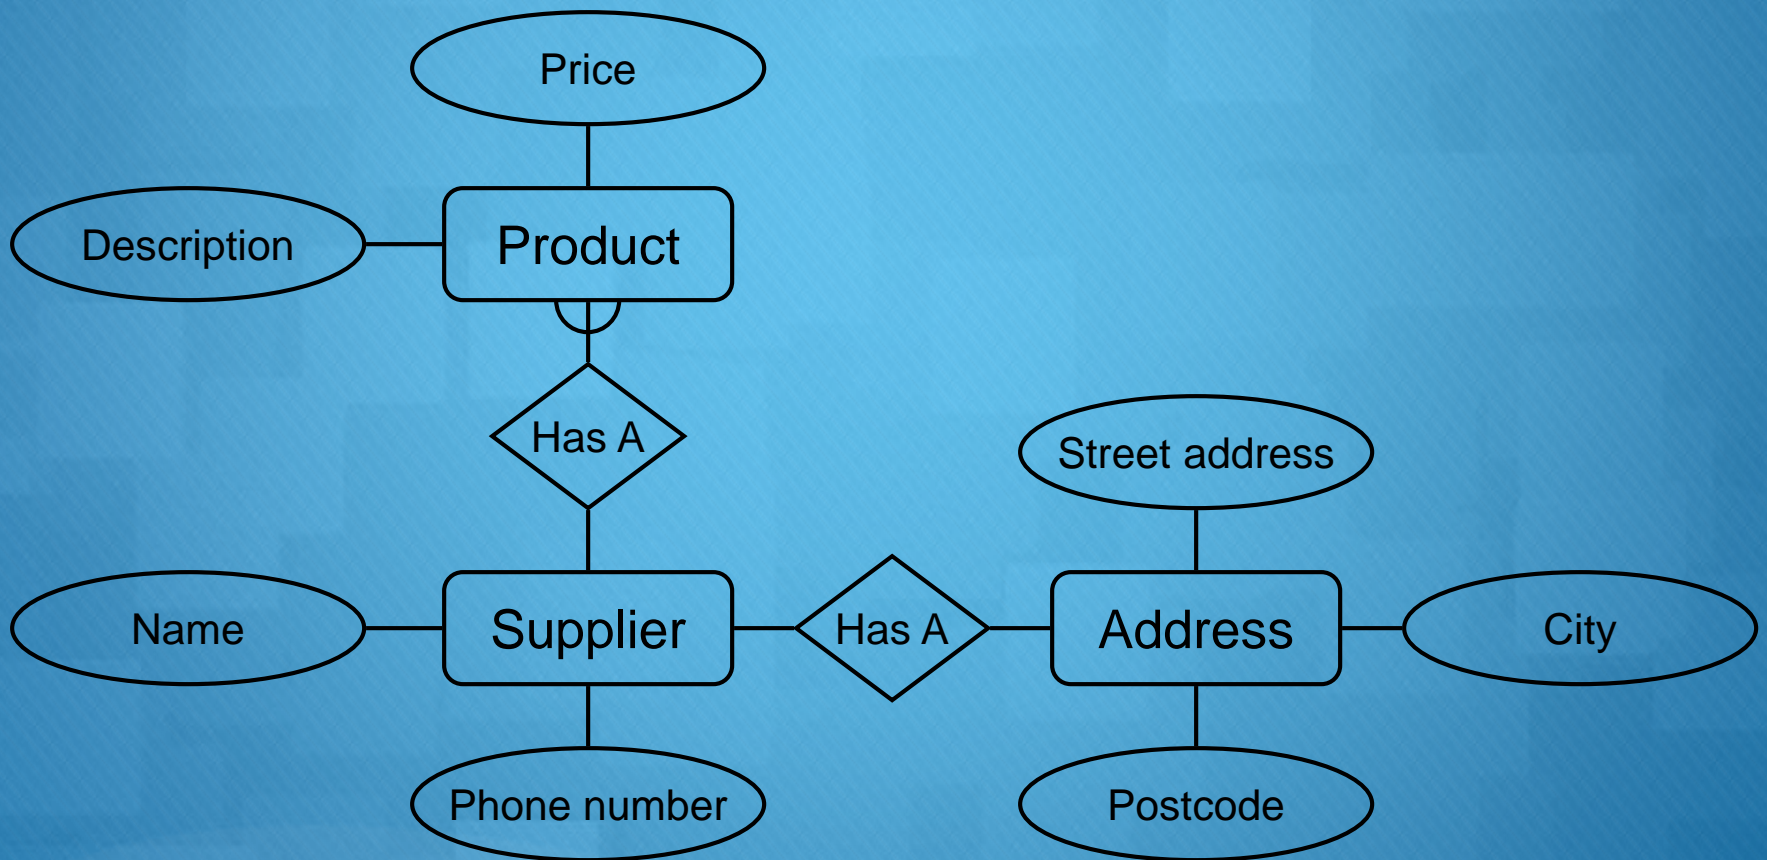 Price
Description
Product
Has A
Street address
Name
Supplier
Has A
Address
City
Phone number
Postcode